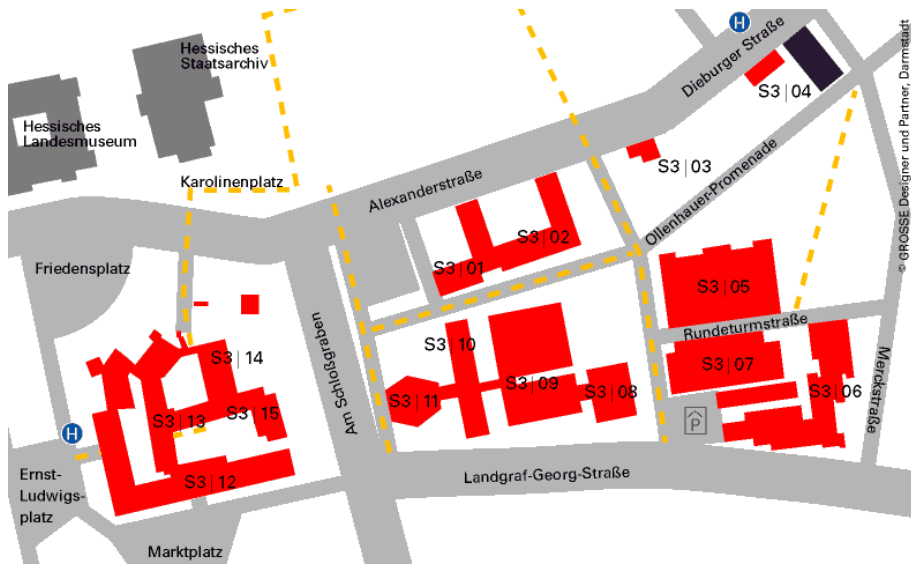 Hessisches
Staatsarchiv
H
Dieburger Straße
S3 | 04
Hessisches
Landesmuseum
S3 | 03
Karolinenplatz
Alexanderstraße
Ollenhauer-Promenade
© GROSSE Designer und Partner, Darmstadt
S3 | 02
S3 | 01
Friedensplatz
S3 | 05
Rundeturmstraße
Am Schloßgraben
S3 | 10
S3 | 14
S3 | 07
S3 | 09
S3 | 08
S3 | 06
Merckstraße
S3 | 11
S3 | 13
S3 | 15
P
H
Ernst-
Ludwigs-
platz
S3 | 12
Landgraf-Georg-Straße
Marktplatz